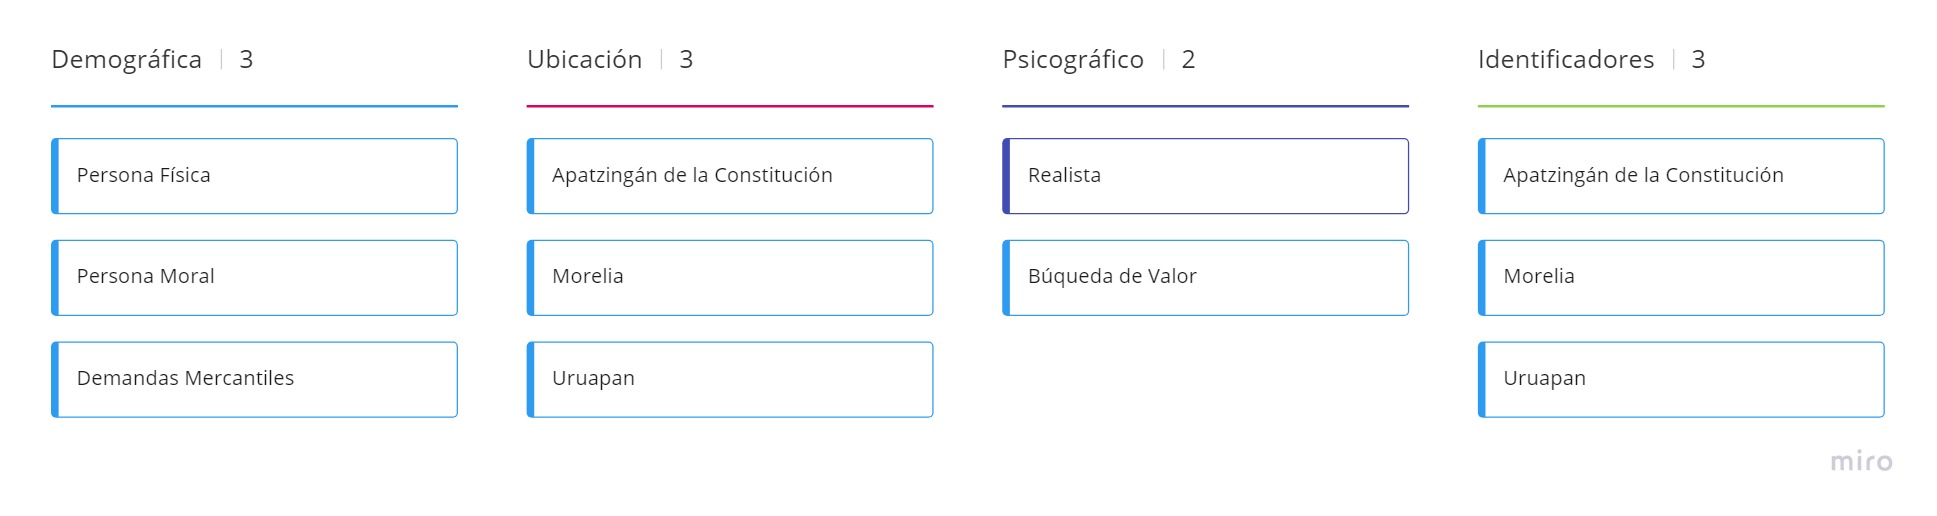 Demográfica | 3
Persona Física
Persona Moral
Demandas Mercantiles
Ubicación | 3
Apatzingán de la Constitución
Morelia
Uruapan
Psicográfico | 2
Realista
Búqueda de Valor
Identificadores | 3
Apatzingán de la Constitución
Morelia
Uruapan
miro